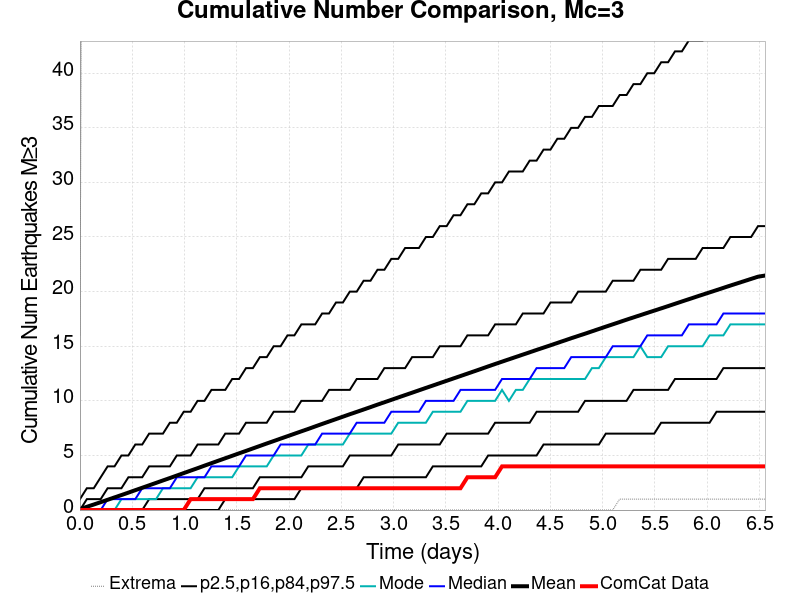 Cumulative Number Comparison, Mc=3
Cumulative Num Earthquakes M≥3
40
35
30
25
20
15
10
5
0
0.0 0.5 1.0 1.5 2.0 2.5 3.0 3.5 4.0 4.5 5.0 5.5 6.0 6.5
Time (days)
Extrema p2.5,p16,p84,p97.5 Mode Median Mean ComCat Data